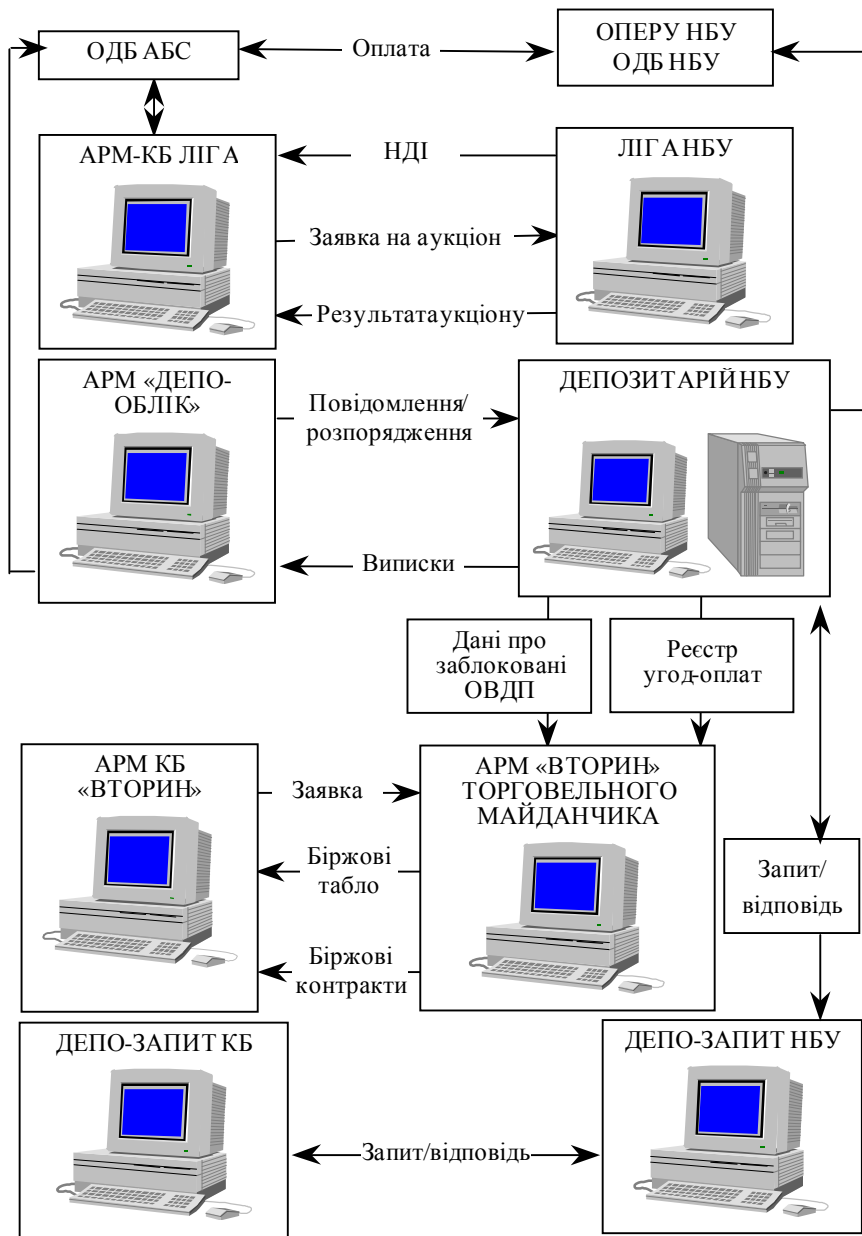 ОДБ АБС
Оплата
ОПЕРУ НБУ
ОДБ НБУ
АРМ-КБ ЛІГА
НДІ
ЛІГА НБУ
Заявка на аукціон
Результат аукціону
АРМ «ДЕПО-
ОБЛІК»
Повідомлення/
розпорядження
ДЕПОЗИТАРІЙ НБУ
Виписки
Дані про
заблоковані
ОВДП
Реєстр
угод-оплат
АРМ КБ
«ВТОРИН»
Заявка
АРМ «ВТОРИН»
ТОРГОВЕЛЬНОГО
МАЙДАНЧИКА
Біржові
табло
Запит/
відповідь
Біржові
контракти
ДЕПО-ЗАПИТ КБ
ДЕПО-ЗАПИТ НБУ
Запит/відповідь